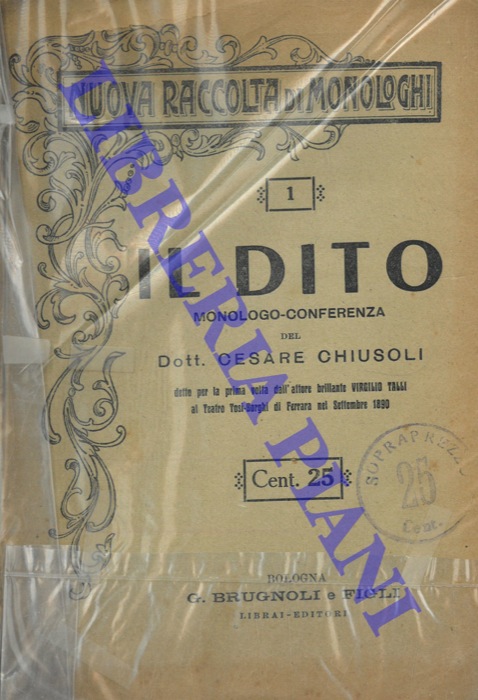 NUOVA RACCOLTA DI MONOLOGHI
1
IL DITO
MONOLOGO-CONFERENZA
DEL
Dott. CESARE CHIUSOLI
detto per la prima volta dall'attore brillante VIRGILIO TALLI
al Teatro Tosi-Borghi di Ferrara nel Settembre 1890
Cent. 25
SOPRAPREZZO
25
Cent.
BOLOGNA
G. BRUGNOLI e FIGLI
LIBRAI-EDITORI
LIBRERIA PIANI